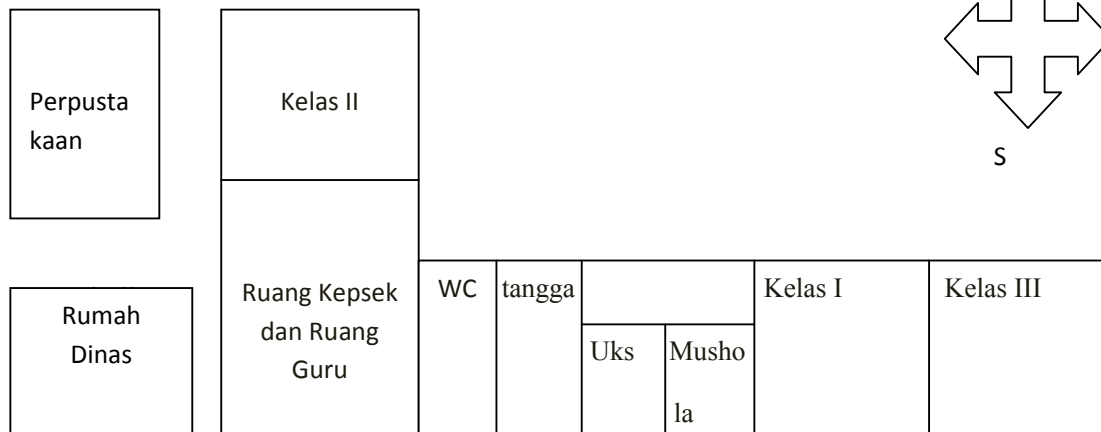 Perpusta
kaan
Kelas II
S
Rumah
Dinas
Ruang Kepsek
dan Ruang
Guru
WC
tangga
Uks
Musho
la
Kelas I
Kelas III